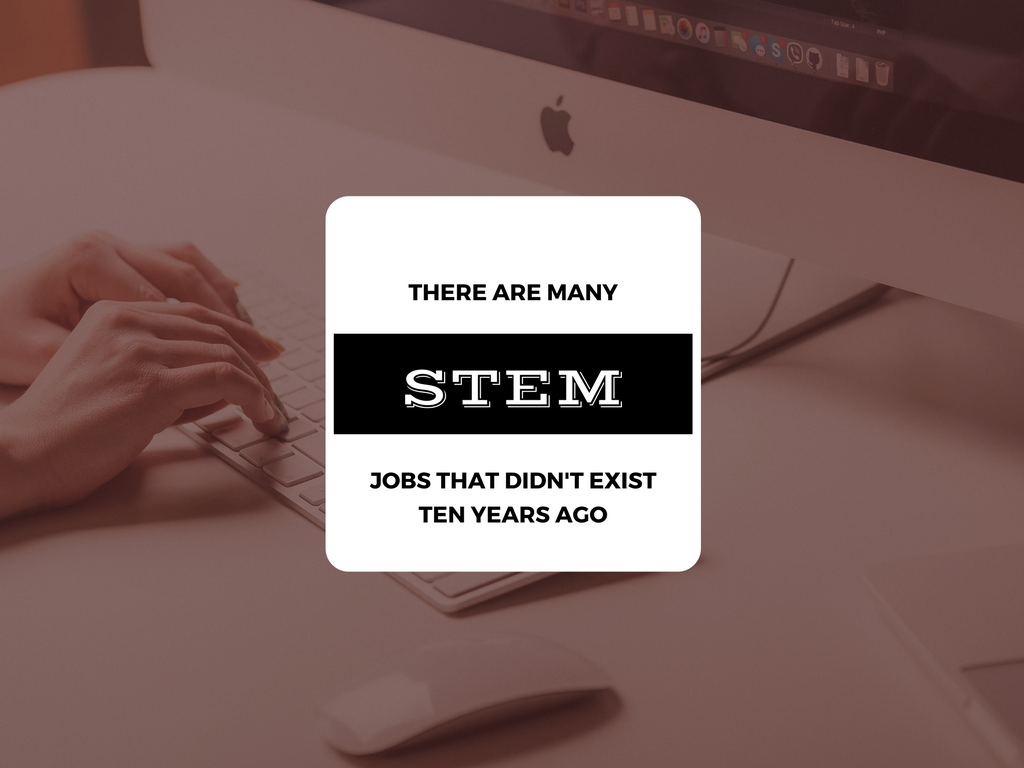 THERE ARE MANY
STEM
JOBS THAT DIDN'T EXIST
TEN YEARS AGO